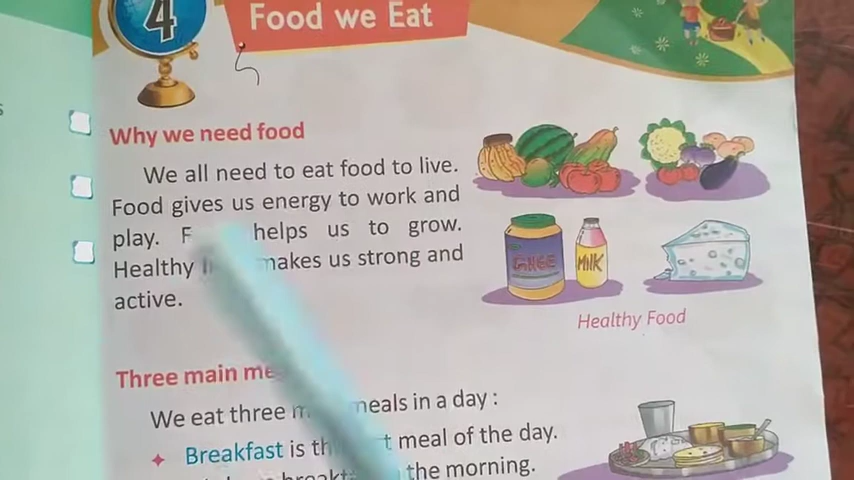 4
Food we Eat
Why we need food
We all need to eat food to live.
Food gives us energy to work and
play. helps us to grow.
Healthy makes us strong and
active.
GHEE
MILK
Healthy Food
Three main
We eat three meals in a day :
Breakfast is meal of the day.
the morning.